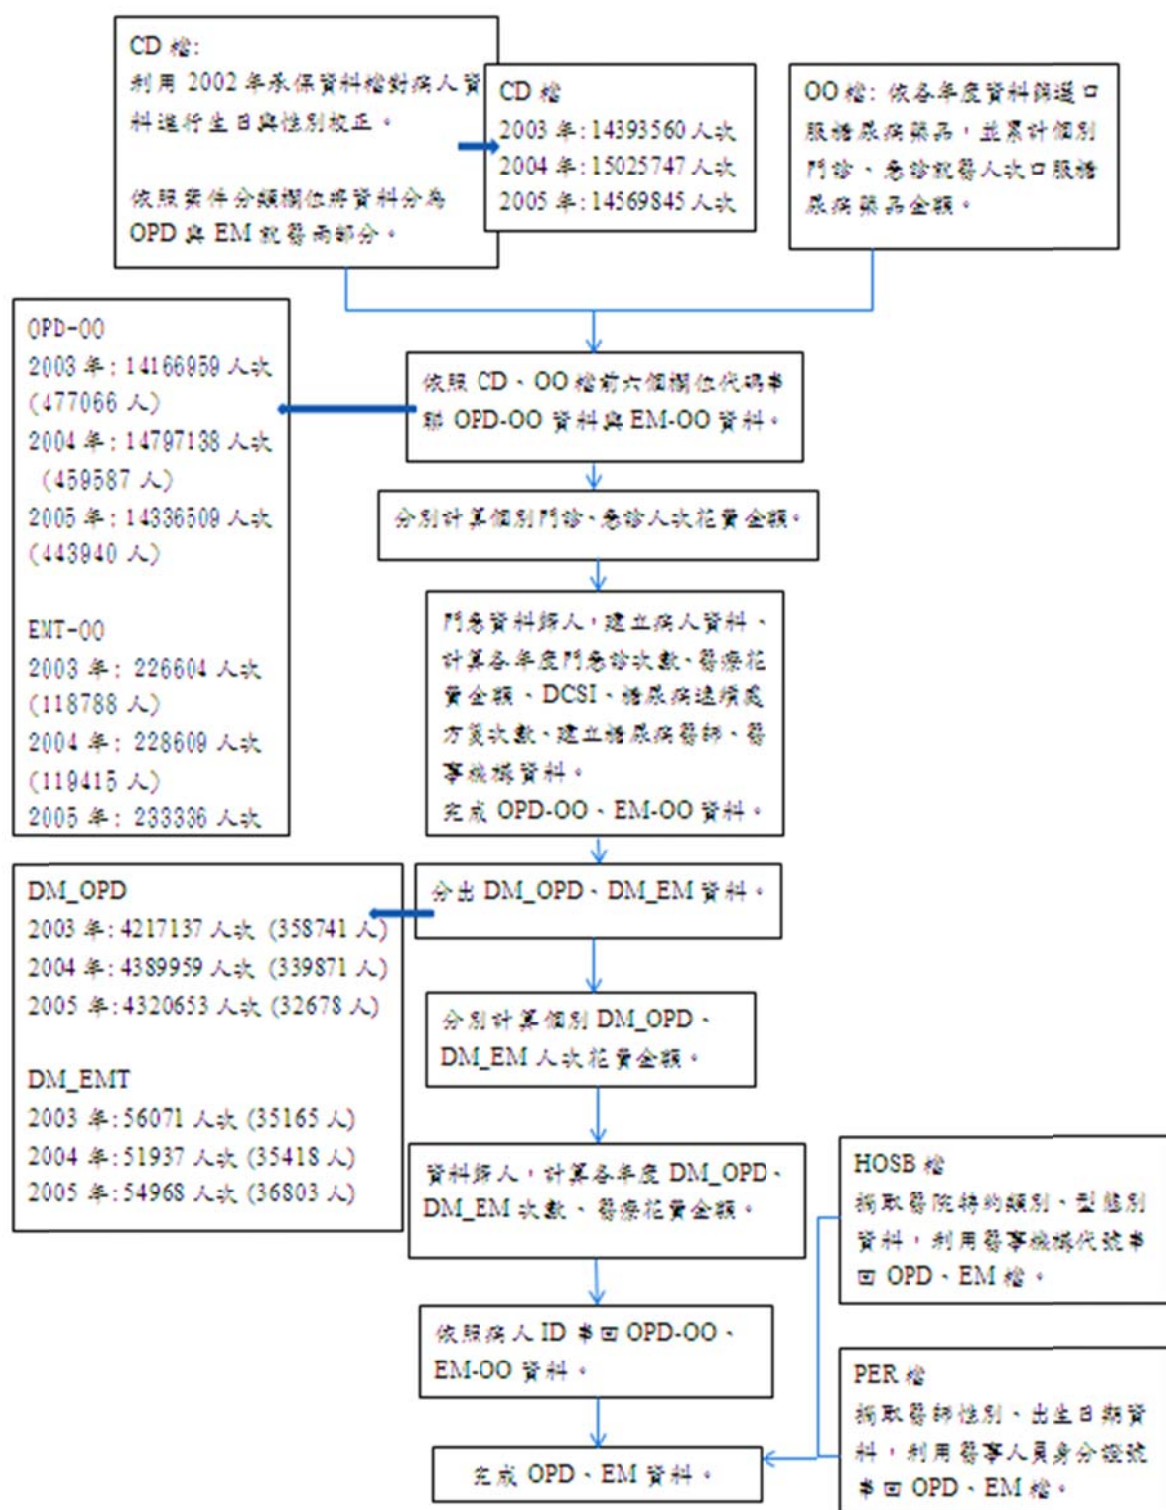 CD 檔:
利用 2002 年承保資料檔對病人資
料進行生日與性別校正。
依照案件分類欄位將資料分為
OPD 與 EM 就醫兩部分。
CD 檔
2003 年:14393560 人次
2004 年:15025747 人次
2005 年:14569845 人次
OO 檔: 依各年度資料篩選口
服糖尿病藥品，並累計個別
門診、急診就醫人次口服糖
尿病藥品金額。
OPD-OO
2003 年: 14166959 人次
(477066 人)
2004 年: 14797138 人次
(459587 人)
2005 年: 14336509 人次
(443940 人)
EMT-OO
2003 年: 226604 人次
(118788 人)
2004 年: 228609 人次
(119415 人)
2005 年: 233336 人次
依照 CD、OO 檔前六個欄位代碼串
聯 OPD-OO 資料與 EM-OO 資料。
分別計算個別門診、急診人次花費金額。
門急資料歸人，建立病人資料、
計算各年度門急診次數、醫療花
費金額、DCSI、糖尿病連續處
方箋次數、建立糖尿病醫師、醫
事機構資料。
完成 OPD-OO、EM-OO 資料。
分出 DM_OPD、DM_EM 資料。
DM_OPD
2003 年:4217137 人次 (358741 人)
2004 年:4389959 人次 (339871 人)
2005 年:4320653 人次 (32678 人)
DM_EMT
2003 年:56071 人次 (35165 人)
2004 年:51937 人次 (35418 人)
2005 年:54968 人次 (36803 人)
分別計算個別 DM_OPD、
DM_EM 人次花費金額。
資料歸人，計算各年度 DM_OPD、
DM_EM 次數、醫療花費金額。
依照病人 ID 串回 OPD-OO、
EM-OO 資料。
HOSB 檔
擷取醫院特約類別、型態別
資料，利用醫事機構代號串
回 OPD、EM 檔。
PER 檔
擷取醫師性別、出生日期資
料，利用醫事人員身分證號
串回 OPD、EM 檔。
完成 OPD、EM 資料。